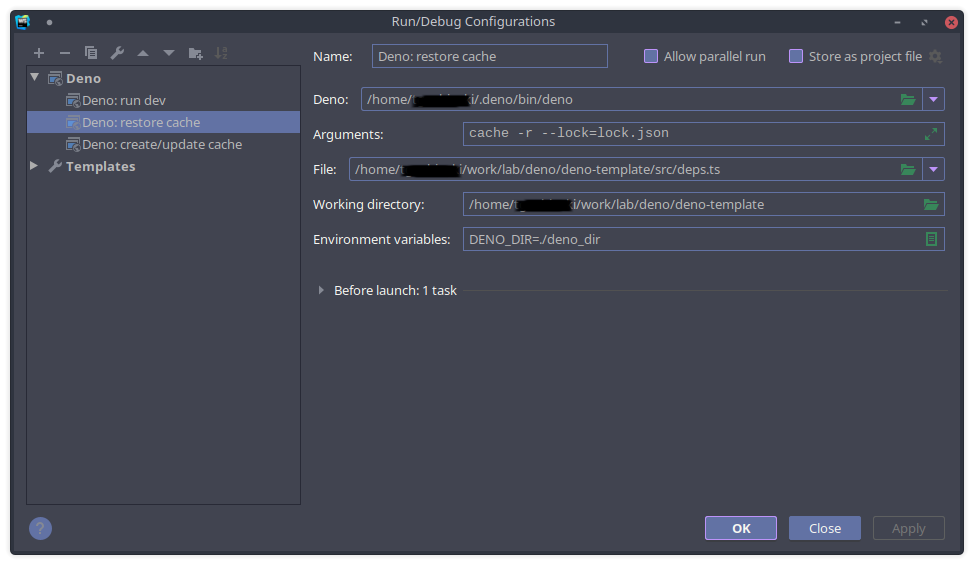 Run/Debug Configurations
Name: Deno: restore cache Allow parallel run Store as project file
Deno
Deno: run dev
Deno: restore cache
Deno: create/update cache
Templates
Deno: /home/ i/.deno/bin/deno
Arguments: cache -r --lock=lock.json
File: /home/ i/work/lab/deno/deno-template/src/deps.ts
Working directory: /home/ i/work/lab/deno/deno-template
Environment variables: DENO_DIR=./deno_dir
Before launch: 1 task
?
OK Close Apply